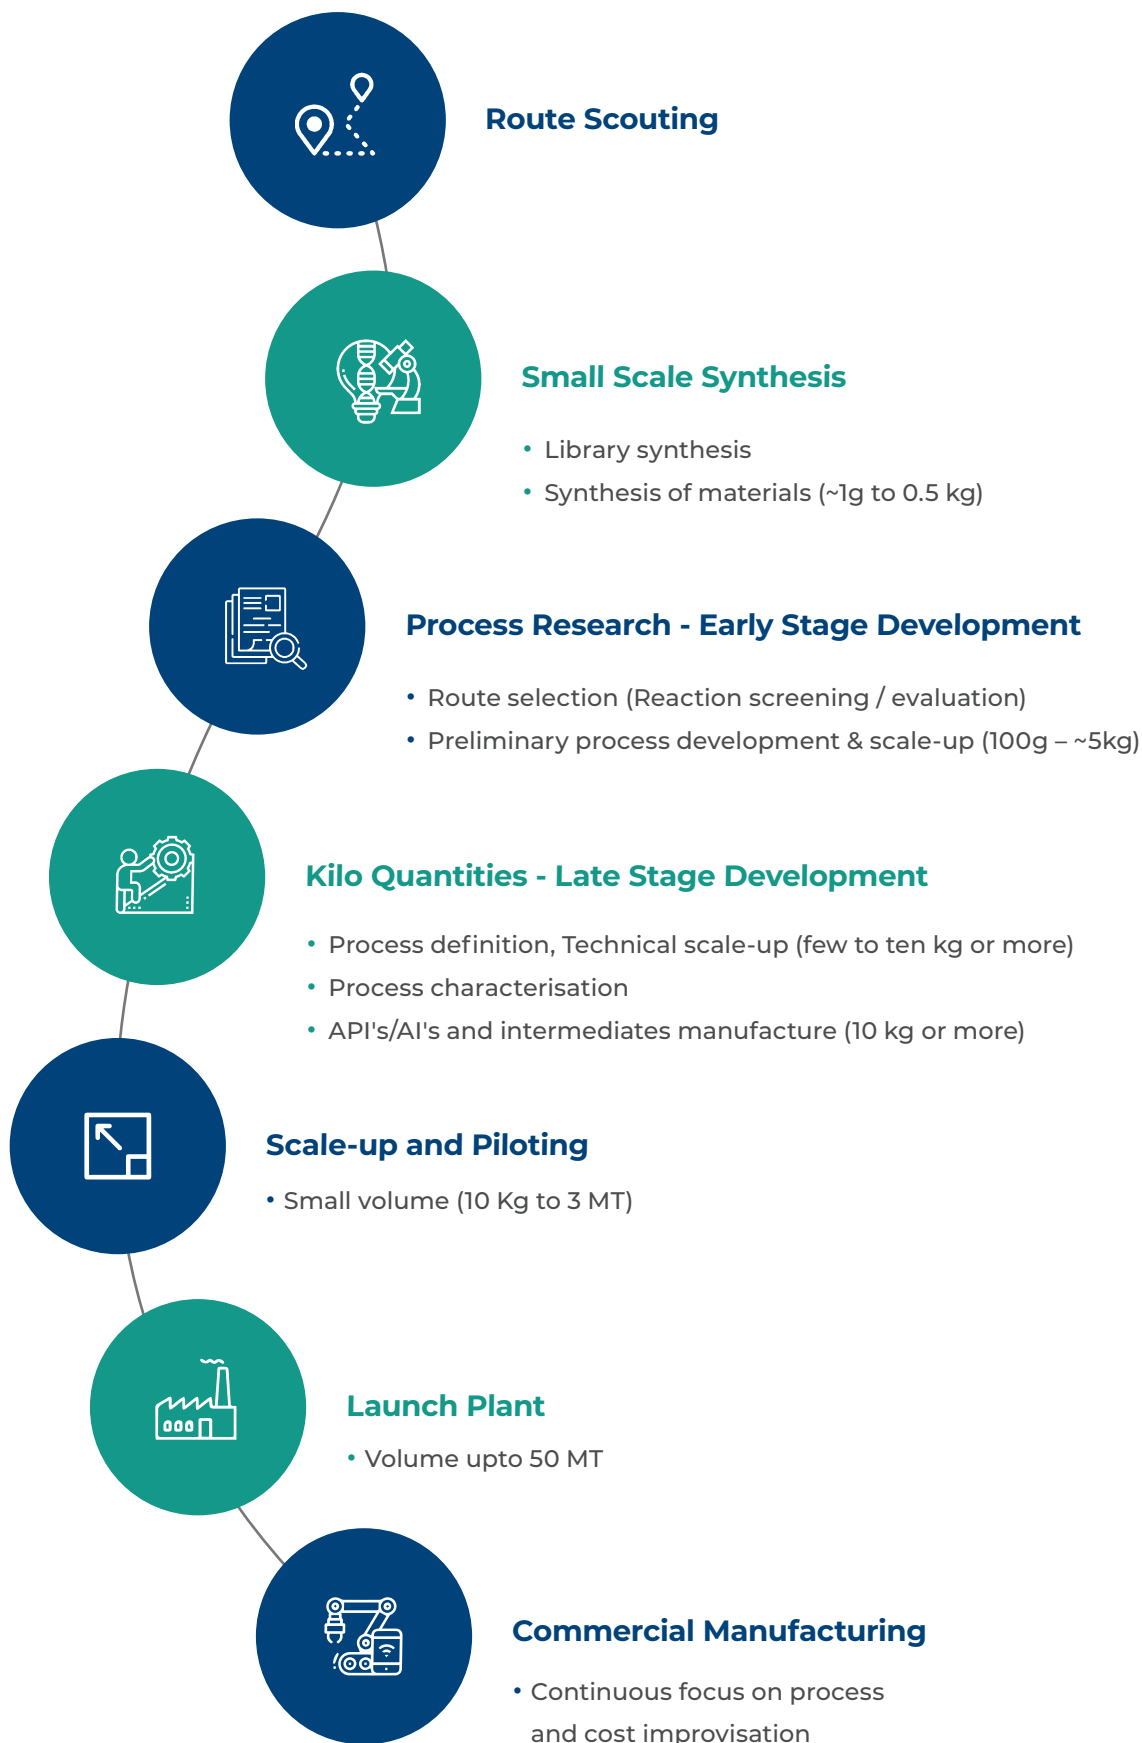 Route Scouting
Small Scale Synthesis
• Library synthesis
• Synthesis of materials (~1g to 0.5 kg)
Process Research - Early Stage Development
• Route selection (Reaction screening / evaluation)
• Preliminary process development & scale-up (100g – ~5kg)
Kilo Quantities - Late Stage Development
• Process definition, Technical scale-up (few to ten kg or more)
• Process characterisation
• API's/AI's and intermediates manufacture (10 kg or more)
Scale-up and Piloting
• Small volume (10 Kg to 3 MT)
Launch Plant
• Volume upto 50 MT
Commercial Manufacturing
• Continuous focus on process
and cost improvisation